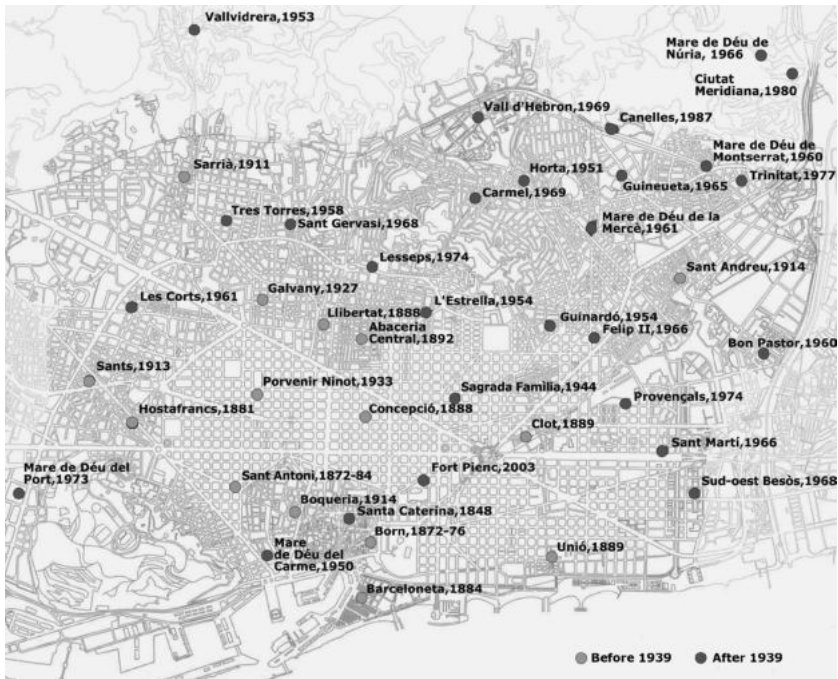 Vallvidrera,1953
Mare de Déu de
Núria, 1966
Ciutat
Meridiana,1980
Vall d'Hebron,1969
Canelles,1987
Mare de Déu de
Montserrat,1960
Sarrià,1911
Horta,1951
Trinitat,1977
Guineueta,1965
Carmel,1969
Tres Torres,1958
Sant Gervasi,1968
Mare de Déu de la
Mercè,1961
Lesseps,1974
Sant Andreu,1914
Galvany,1927
Les Corts,1961
L'Estrella,1954
Llibertat,1888
Abaceria
Central,1892
Guinardó,1954
Felip II,1966
Bon Pastor,1960
Sants,1913
Porvenir Ninot,1933
Sagrada Familia,1944
Provençals,1974
Hostafrancs,1881
Concepció,1888
Clot,1889
Sant Martí,1966
Mare de Déu del
Port,1973
Sant Antoni,1872-84
Fort Pienc,2003
Sud-oest Besòs,1968
Boqueria,1914
Santa Caterina,1848
Born,1872-76
Mare
de Déu del
Carme,1950
Unió,1889
Barceloneta,1884
Before 1939
After 1939